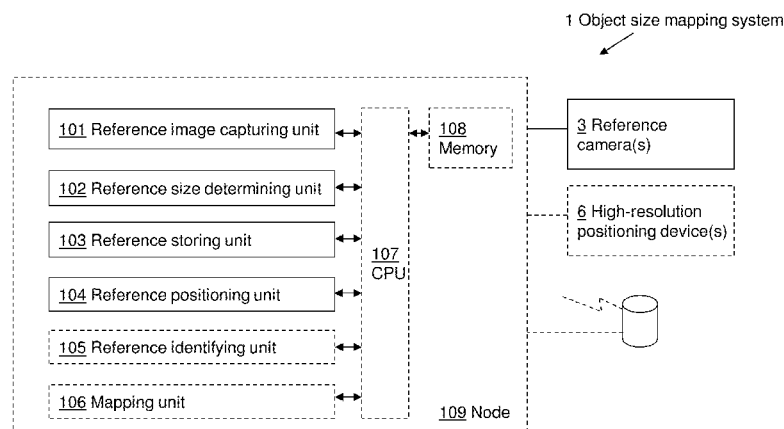 1 Object size mapping system
101 Reference image capturing unit
102 Reference size determining unit
103 Reference storing unit
104 Reference positioning unit
105 Reference identifying unit
106 Mapping unit
107
CPU
108
Memory
109 Node
3 Reference
camera(s)
6 High-resolution
positioning device(s)